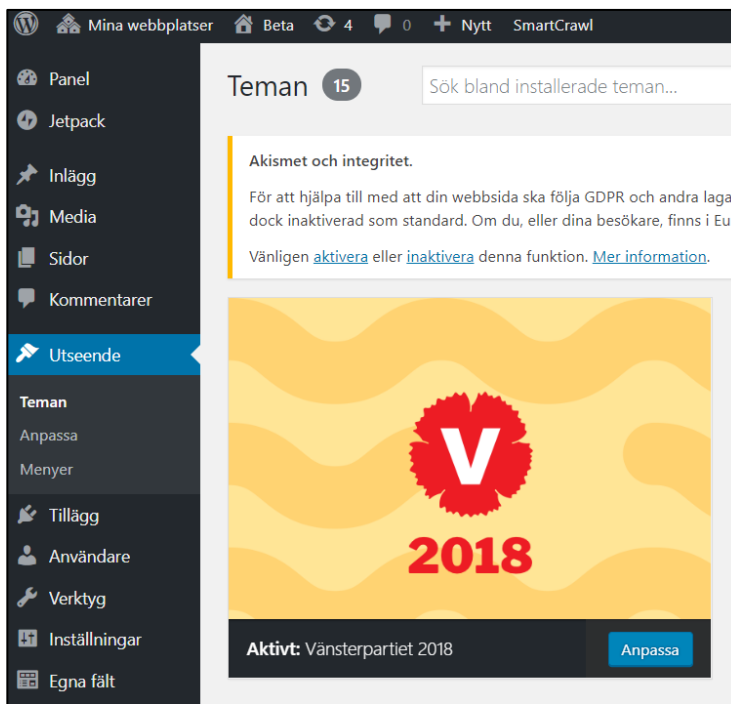 Mina webbplatser Beta 4 0 Nytt SmartCrawl
Panel
Jetpack
Inlägg
Media
Sidor
Kommentarer
Utseende
Teman
Anpassa
Menyer
Tillägg
Användare
Verktyg
Inställningar
Egna fält
Teman 15
Sök bland installerade teman...
Akismet och integritet.
För att hjälpa till med att din webbsida ska följa GDPR och andra laga
dock inaktiverad som standard. Om du, eller dina besökare, finns i Eu
Vänligen aktivera eller inaktivera denna funktion. Mer information.
V
2018
Aktivt: Vänsterpartiet 2018
Anpassa